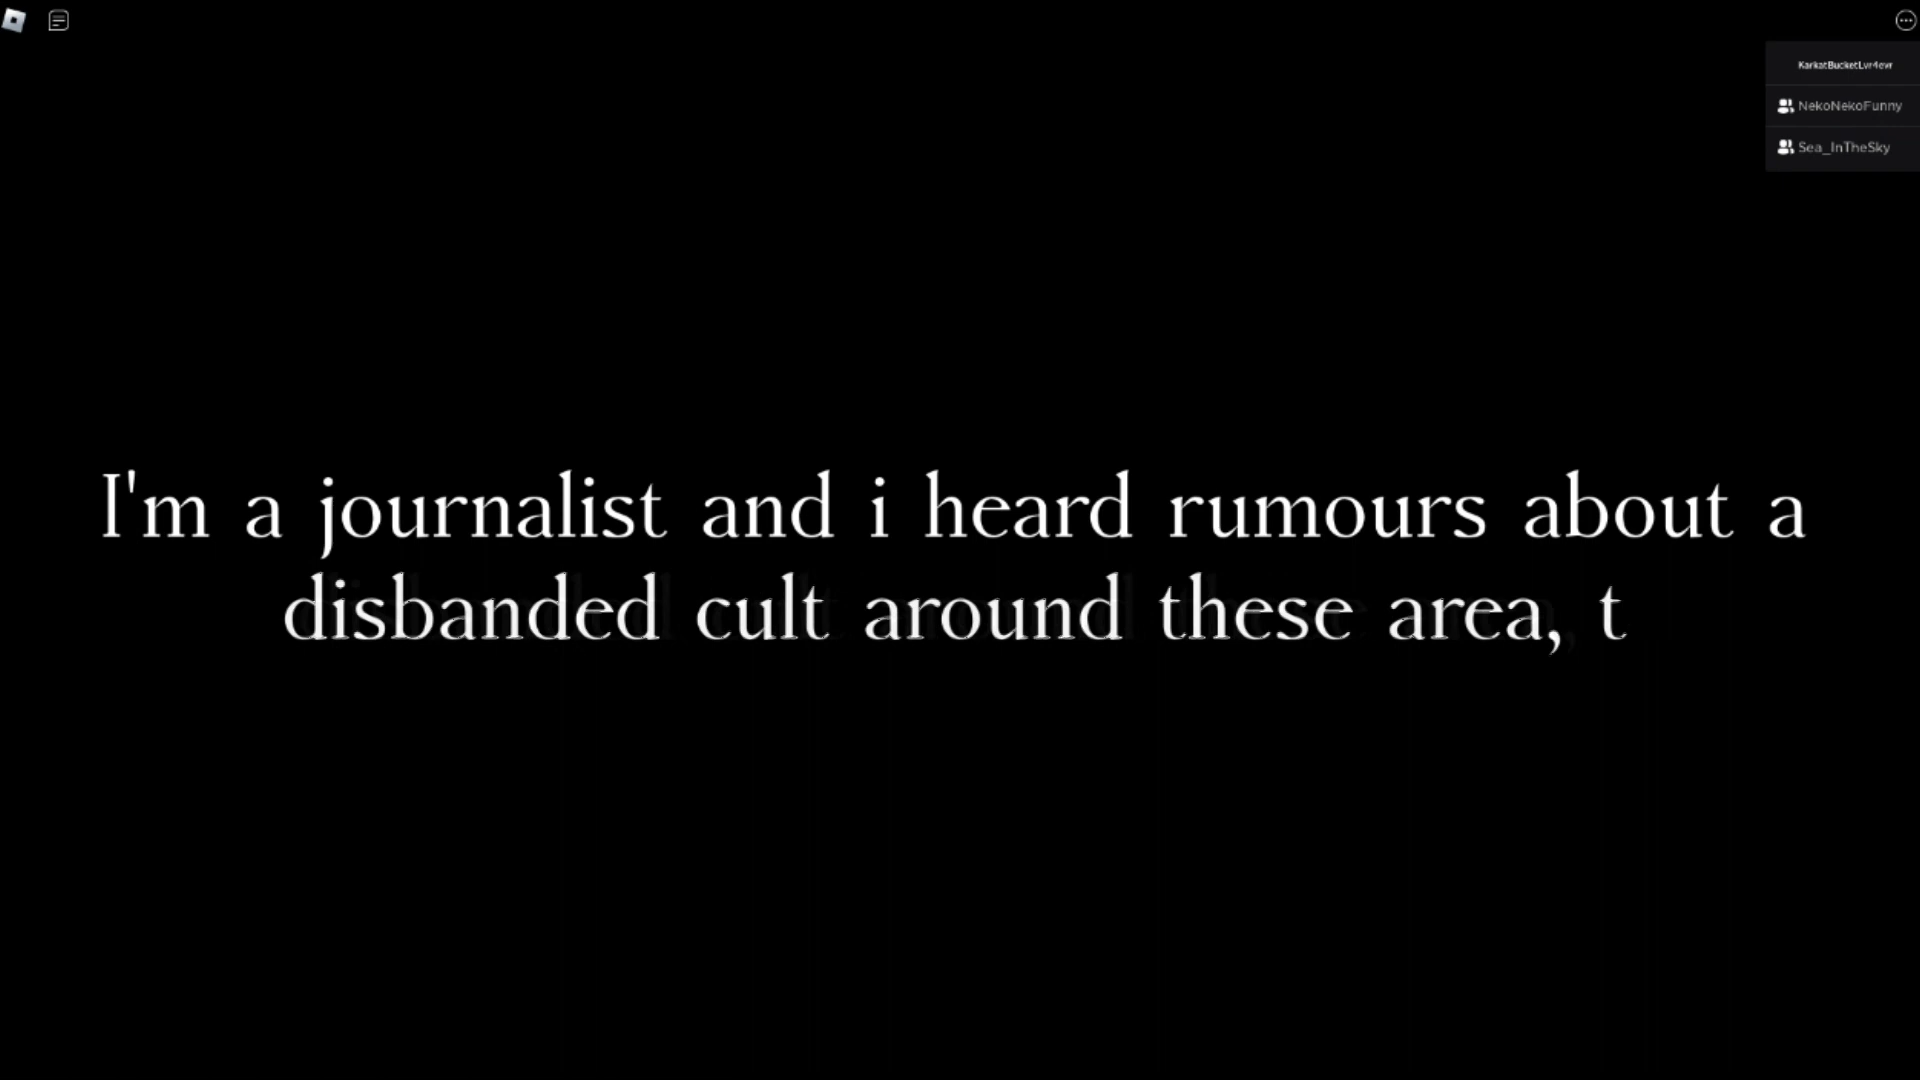 KarkatBucketLvr4evr
NekoNekoFunny
Sea_InTheSky
I'm a journalist and i heard rumours about a
disbanded cult around these area, t